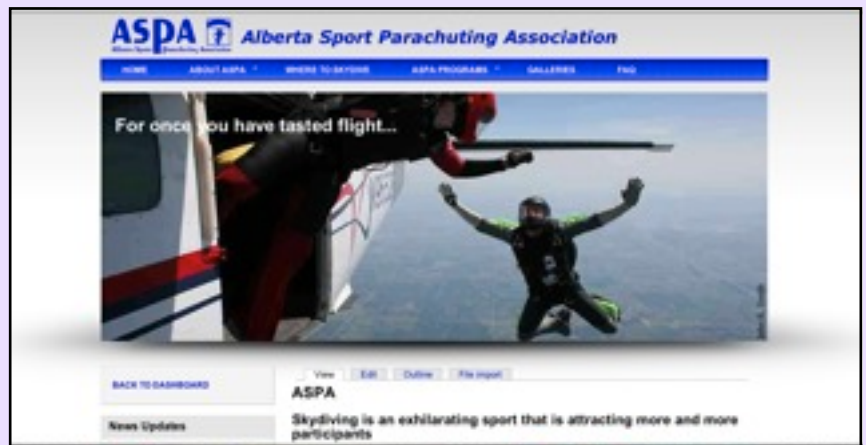 ASPA Alberta Sport Parachuting Association
HOME ABOUT ASPA WHERE TO SKYDIVE ASPA PROGRAMS GALLERIES FAQ
For once you have tasted flight...
View Edit Outline File import
BACK TO DASHBOARD
ASPA
News Updates
Skydiving is an exhilarating sport that is attracting more and more
participants